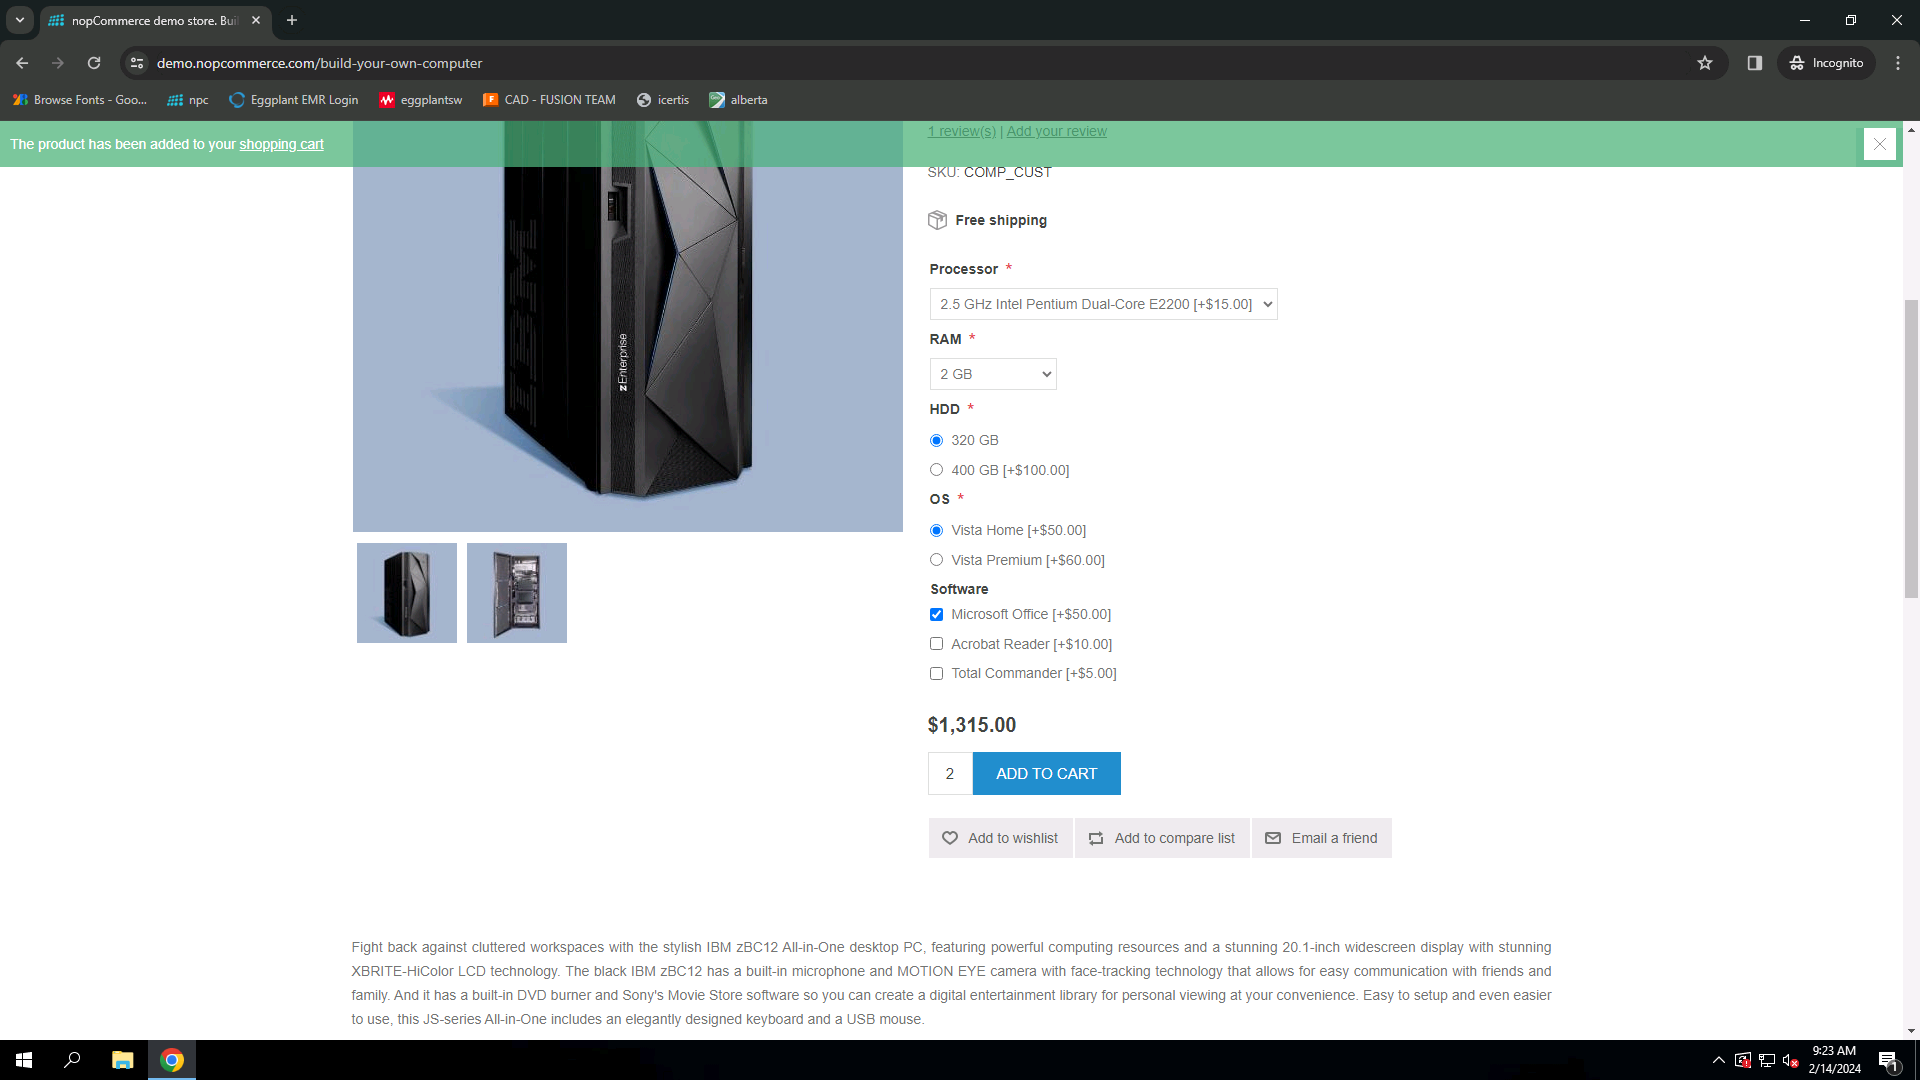 nopCommerce demo store. Bui
demo.nopcommerce.com/build-your-own-computer
Incognito
Browse Fonts - Goo...
npc
Eggplant EMR Login
eggplantsw
CAD - FUSION TEAM
icertis
alberta
The product has been added to your shopping cart
1 review(s) | Add your review
SKU: COMP_CUST
Free shipping
Processor *
2.5 GHz Intel Pentium Dual-Core E2200 [+$15.00]
RAM *
2 GB
HDD *
320 GB
400 GB [+$100.00]
OS *
Vista Home [+$50.00]
Vista Premium [+$60.00]
Software
Microsoft Office [+$50.00]
Acrobat Reader [+$10.00]
Total Commander [+$5.00]
IBM
zEnterprise
$1,315.00
2
ADD TO CART
Add to wishlist
Add to compare list
Email a friend
Fight back against cluttered workspaces with the stylish IBM zBC12 All-in-One desktop PC, featuring powerful computing resources and a stunning 20.1-inch widescreen display with stunning
XBRITE-HiColor LCD technology. The black IBM zBC12 has a built-in microphone and MOTION EYE camera with face-tracking technology that allows for easy communication with friends and
family. And it has a built-in DVD burner and Sony's Movie Store software so you can create a digital entertainment library for personal viewing at your convenience. Easy to setup and even easier
to use, this JS-series All-in-One includes an elegantly designed keyboard and a USB mouse.
9:23 AM
2/14/2024
1